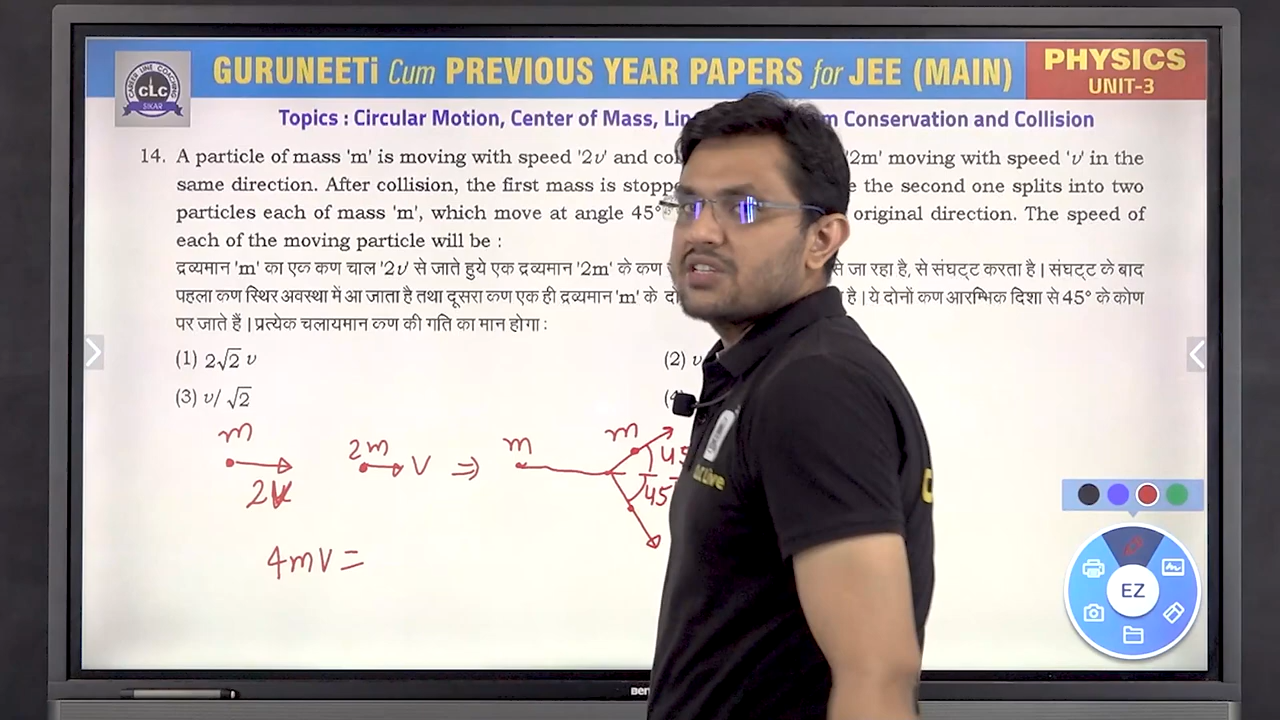 GURUNEETi Cum PREVIOUS YEAR PAPERS for JEE (MAIN)
PHYSICS
UNIT-3
CAREER LINE COACHING
CLC
SIKAR
Topics : Circular Motion, Center of Mass, Conservation and Collision
14. A particle of mass 'm' is moving with speed '2v' and '2m' moving with speed 'v' in the
same direction. After collision, the first mass is the second one splits into two
particles each of mass 'm', which move at angle 45° original direction. The speed of
each of the moving particle will be :
द्रव्यमान 'm' का एक कण चाल '2v' से जाते हुये एक द्रव्यमान '2m' के कण से जा रहा है, से संघट्ट करता है। संघट्ट के बाद
पहला कण स्थिर अवस्था में आ जाता है तथा दूसरा कण एक ही द्रव्यमान 'm' के है। ये दोनों कण आरम्भिक दिशा से 45° के कोण
पर जाते हैं। प्रत्येक चलायमान कण की गति का मान होगा :
(1) 2√2 v
(2) v
(3) v/ √2
m
2m
m
m
V ⇒
45
2V
45
4mV =
EZ